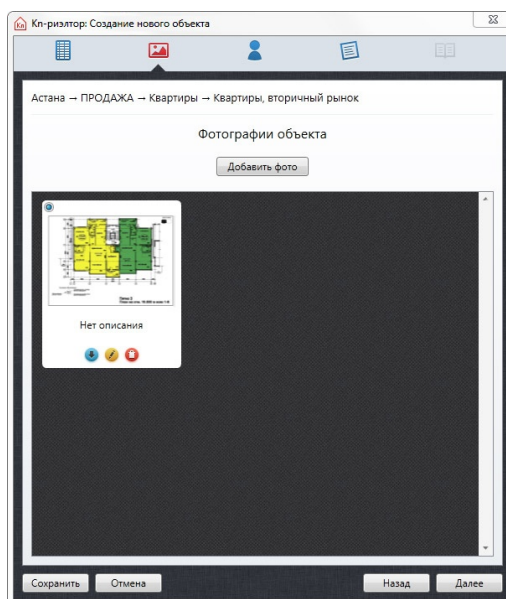 Kn-риэлтор: Создание нового объекта
Астана → ПРОДАЖА → Квартиры → Квартиры, вторичный рынок
Фотографии объекта
Добавить фото
Нет описания
Сохранить
Отмена
Назад
Далее